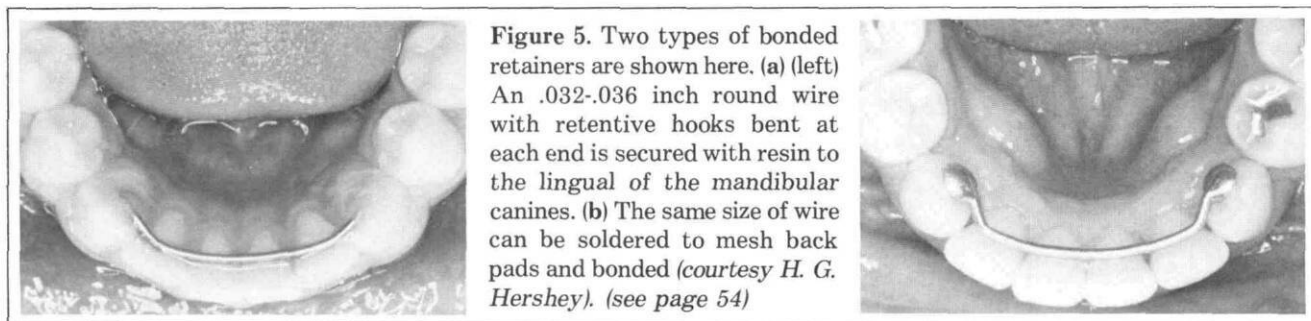 Figure 5. Two types of bonded
retainers are shown here. (a) (left)
An .032-.036 inch round wire
with retentive hooks bent at
each end is secured with resin to
the lingual of the mandibular
canines. (b) The same size of wire
can be soldered to mesh back
pads and bonded (courtesy H. G.
Hershey). (see page 54)